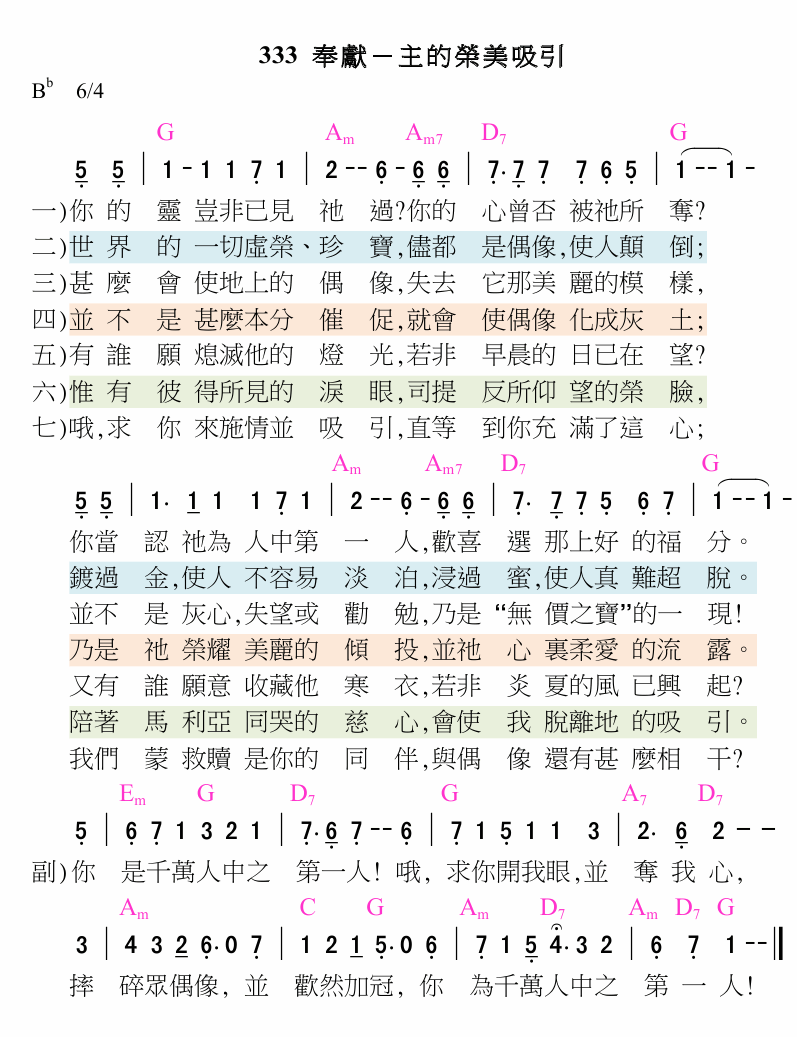 333 奉獻－主的榮美吸引
Bb 6/4
G Am Am7 D7 G
5 5 | 1 - 1 1 7 1 | 2 -- 6 - 6 6 | 7. 7 7 7 6 5 | 1 -- 1 -
一)你 的 靈 豈非已見 祂 過?你的 心曾否 被祂所 奪?
二)世 界 的 一切虛榮、珍 寶,儘都 是偶像,使人顛 倒;
三)甚 麼 會 使地上的 偶 像,失去 它那美 麗的模 樣,
四)並 不 是 甚麼本分 催 促,就會 使偶像 化成灰 土;
五)有 誰 願 熄滅他的 燈 光,若非 早晨的 日已在 望?
六)惟 有 彼 得所見的 淚 眼,司提 反所仰 望的榮 臉,
七)哦,求 你 來施情並 吸 引,直等 到你充 滿了這 心;
Am Am7 D7 G
5 5 | 1. 1 1 1 7 1 | 2 -- 6 - 6 6 | 7. 7 7 5 6 7 | 1 -- 1 -
你當 認 祂為 人中第 一 人,歡喜 選 那上好 的福 分。
鍍過 金,使人 不容易 淡 泊,浸過 蜜,使人真 難超 脫。
並不 是 灰心,失望或 勸 勉,乃是 “無 價之寶”的一 現!
乃是 祂 榮耀 美麗的 傾 投,並祂 心 裏柔愛 的流 露。
又有 誰 願意 收藏他 寒 衣,若非 炎 夏的風 已興 起?
陪著 馬 利亞 同哭的 慈 心,會使 我 脫離地 的吸 引。
我們 蒙 救贖 是你的 同 伴,與偶 像 還有甚 麼相 干?
Em G D7 G A7 D7
5 | 6 7 1 3 2 1 | 7. 6 7 -- 6 | 7 1 5 1 1 3 | 2. 6 2 - -
副)你 是千萬人中之 第一人! 哦, 求你開我眼,並 奪 我 心,
Am C G Am D7 Am D7 G
3 | 4 3 2 6. 0 7 | 1 2 1 5. 0 6 | 7 1 5 4. 3 2 | 6 7 1 --
摔 碎眾偶像, 並 歡然加冠, 你 為千萬人中之 第 一 人!